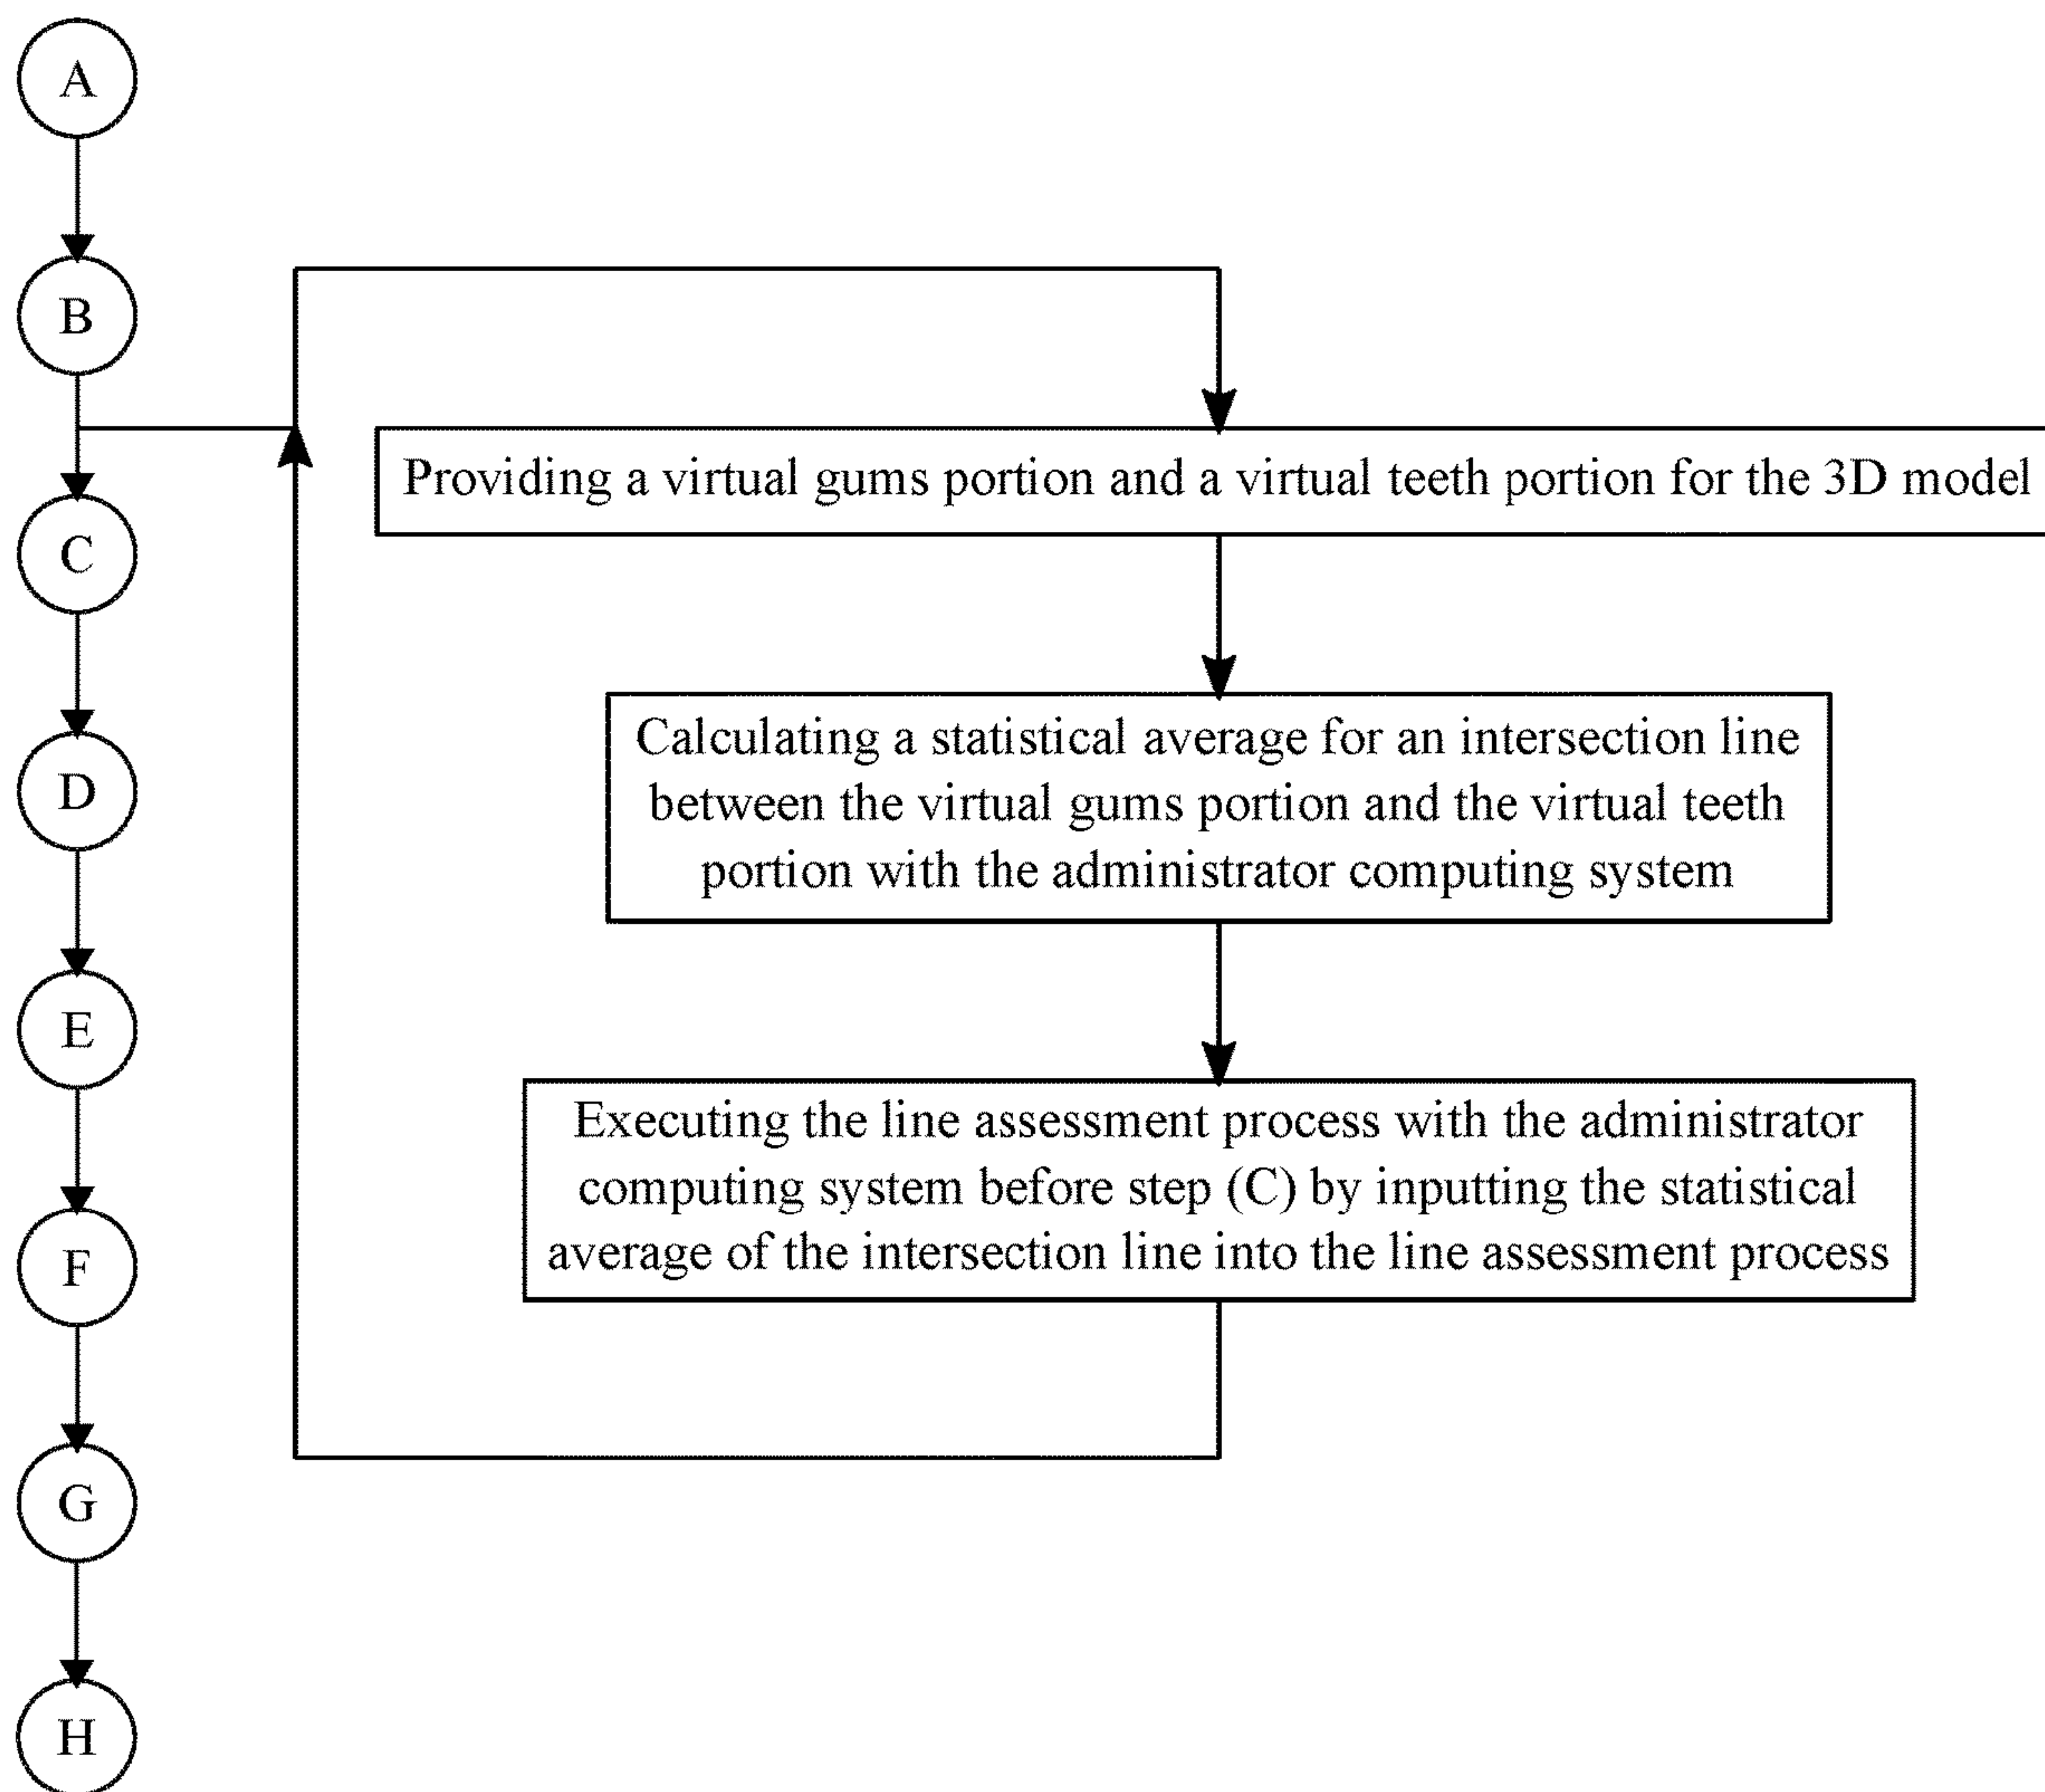 A
B
Providing a virtual gums portion and a virtual teeth portion for the 3D model
C
Calculating a statistical average for an intersection line
between the virtual gums portion and the virtual teeth
portion with the administrator computing system
D
E
Executing the line assessment process with the administrator
computing system before step (C) by inputting the statistical
average of the intersection line into the line assessment process
F
G
H